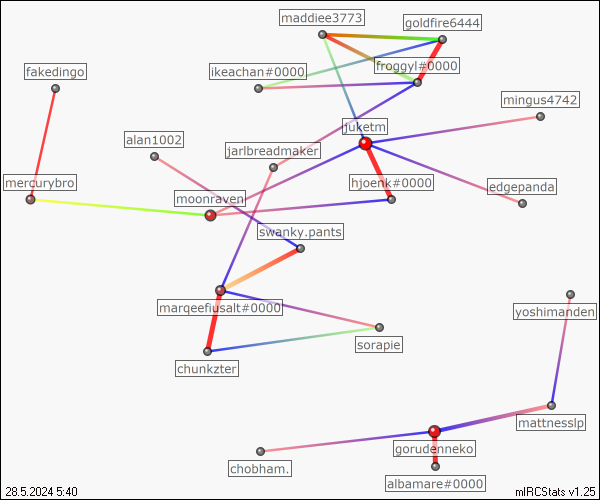 maddiee3773
goldfire6444
fakedingo
ikeachan#0000
froggyl#0000
mingus4742
juketm
alan1002
jarlbreadmaker
mercurybro
hjoenk#0000
edgepanda
moonraven
swanky.pants
marqeefiusalt#0000
yoshimanden
sorapie
chunkzter
mattnesslp
gorudenneko
chobham.
albamare#0000
28.5.2024 5:40
mIRCStats v1.25